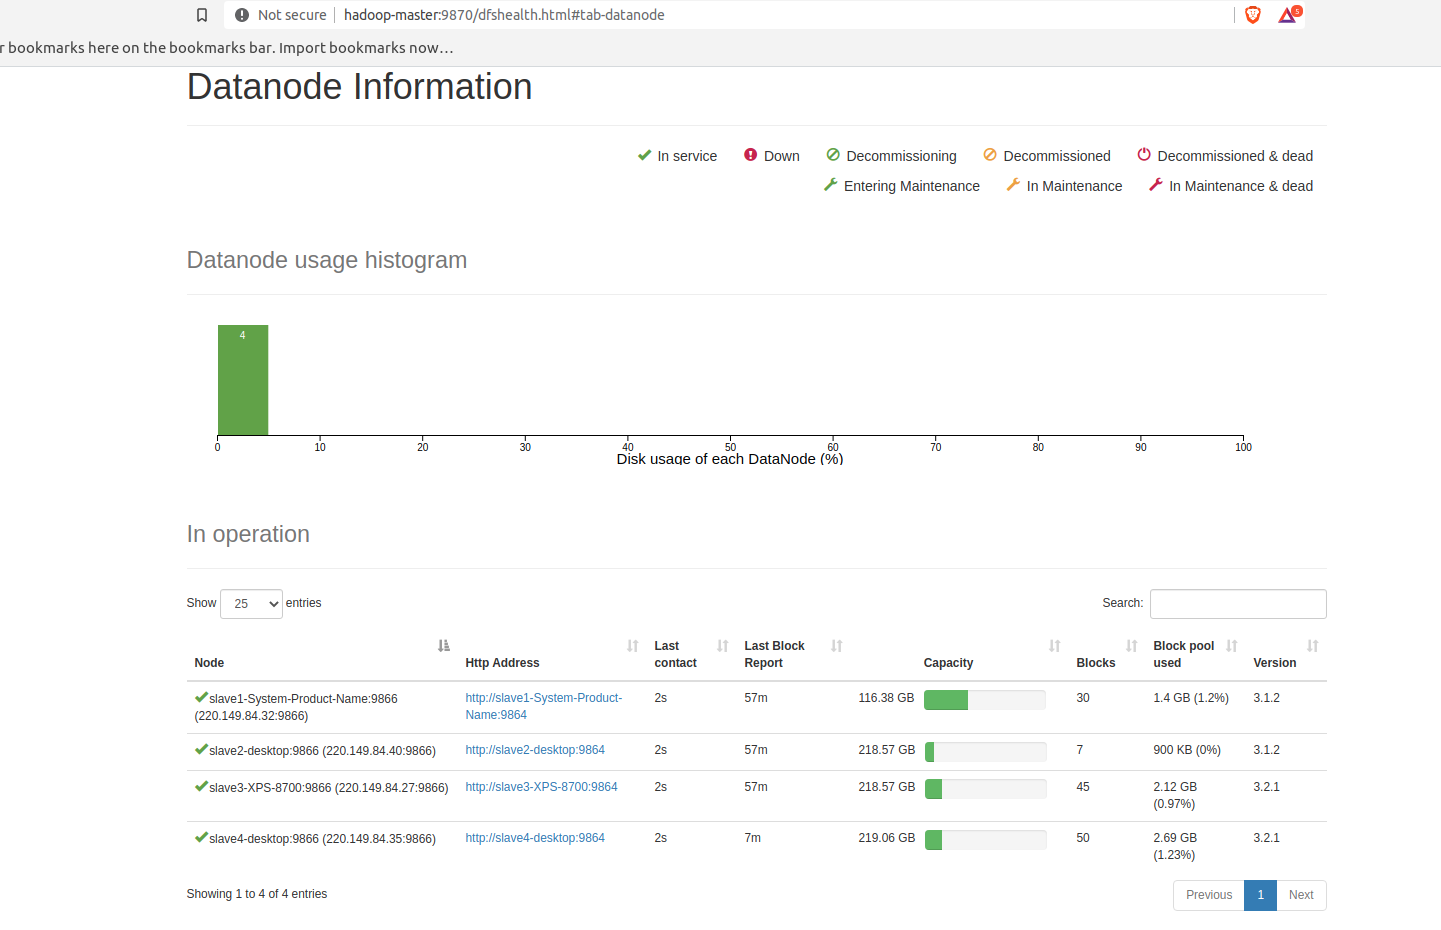 Not secure hadoop-master:9870/dfshealth.html#tab-datanode 5
r bookmarks here on the bookmarks bar. Import bookmarks now…
Datanode Information
In service Down Decommissioning Decommissioned Decommissioned & dead
Entering Maintenance In Maintenance In Maintenance & dead
Datanode usage histogram
4
0 10 20 30 40 50 60 70 80 90 100
Disk usage of each DataNode (%)
In operation
Show 25 entries Search:
Node Http Address Last contact Last Block Report Capacity Blocks Block pool used Version
slave1-System-Product-Name:9866 http://slave1-System-Product- 2s 57m 116.38 GB 30 1.4 GB (1.2%) 3.1.2
(220.149.84.32:9866) Name:9864
slave2-desktop:9866 (220.149.84.40:9866) http://slave2-desktop:9864 2s 57m 218.57 GB 7 900 KB (0%) 3.1.2
slave3-XPS-8700:9866 (220.149.84.27:9866) http://slave3-XPS-8700:9864 2s 57m 218.57 GB 45 2.12 GB 3.2.1
(0.97%)
slave4-desktop:9866 (220.149.84.35:9866) http://slave4-desktop:9864 2s 7m 219.06 GB 50 2.69 GB 3.2.1
(1.23%)
Showing 1 to 4 of 4 entries Previous 1 Next